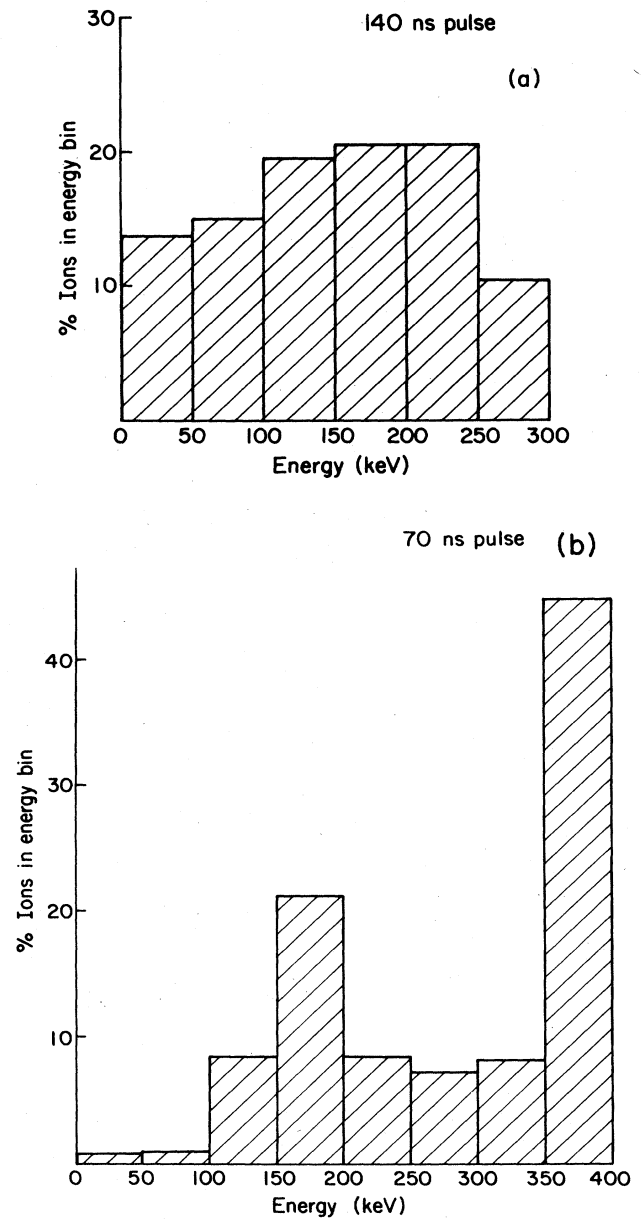 140 ns pulse
(a)
30
20
10
% Ions in energy bin
0 50 100 150 200 250 300
Energy (keV)
70 ns pulse (b)
40
30
20
10
% Ions in energy bin
0 50 100 150 200 250 300 350 400
Energy (keV)